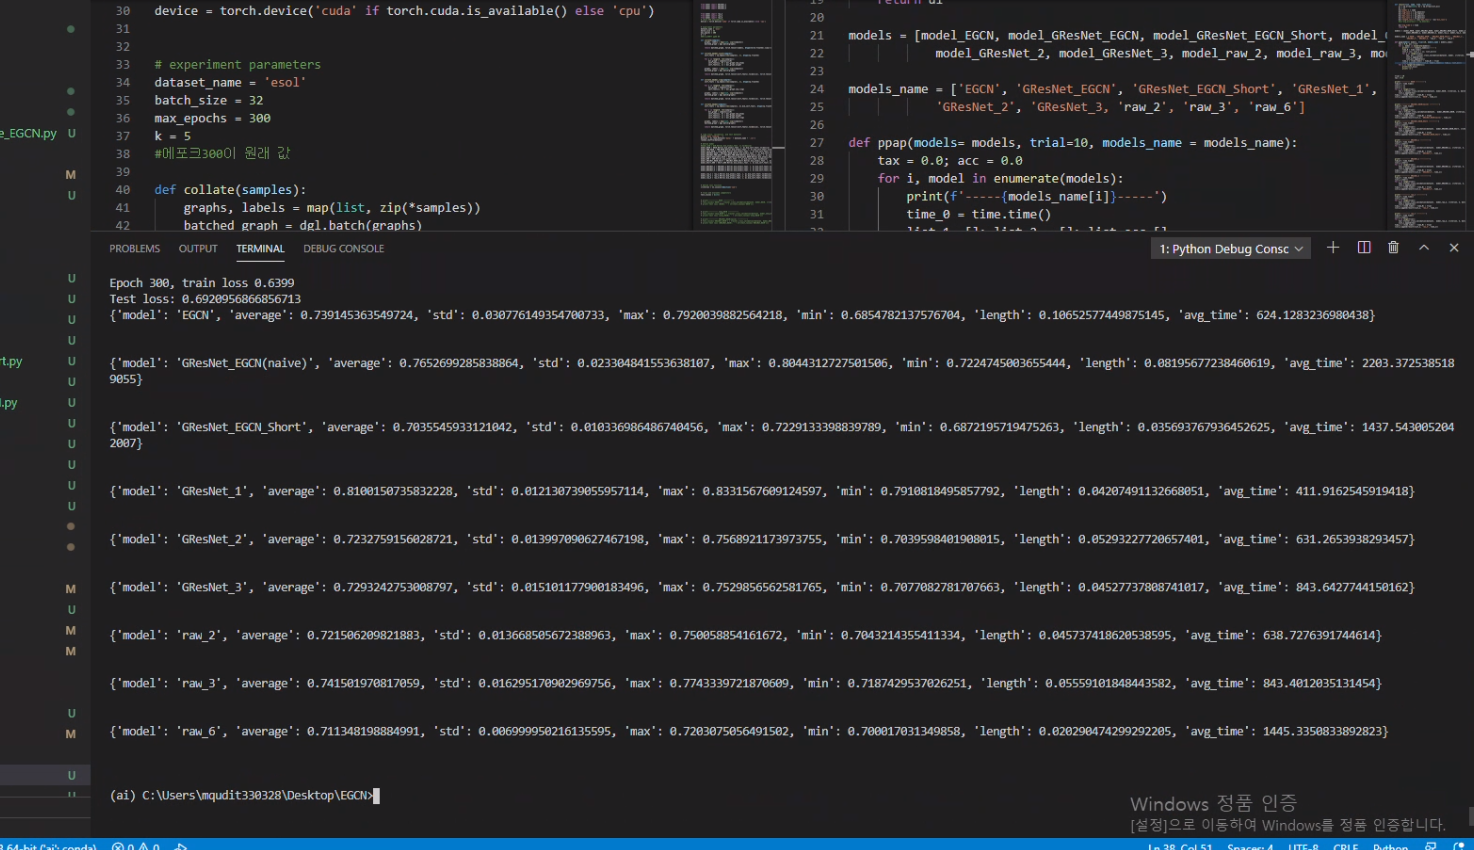 30 device = torch.device('cuda' if torch.cuda.is_available() else 'cpu')
31
32
33 # experiment parameters
34 dataset_name = 'esol'
35 batch_size = 32
36 max_epochs = 300
37 k = 5
38 #에포크300이 원래 값
39
40 def collate(samples):
41 graphs, labels = map(list, zip(*samples))
42 batched_graph = dgl.batch(graphs)
20
21 models = [model_EGCN, model_GResNet_EGCN, model_GResNet_EGCN_Short,
22 model_GResNet_2, model_GResNet_3, model_raw_2, model_raw_3,
23
24 models_name = ['EGCN', 'GResNet_EGCN', 'GResNet_EGCN_Short', 'GResNet_1',
25 'GResNet_2', 'GResNet_3, 'raw_2', 'raw_3', 'raw_6']
26
27 def ppap(models= models, trial=10, models_name = models_name):
28 tax = 0.0; acc = 0.0
29 for i, model in enumerate(models):
30 print(f'-----{models_name[i]}-----')
31 time_0 = time.time()
e_EGCN.py U
M
U
PROBLEMS OUTPUT TERMINAL DEBUG CONSOLE 1: Python Debug Consc
Epoch 300, train loss 0.6399
Test loss: 0.6920956866856713
{'model': 'EGCN', 'average': 0.739145363549724, 'std': 0.030776149354700733, 'max': 0.7920039882564218, 'min': 0.6854782137576704, 'length': 0.10652577449875145, 'avg_time': 624.1283236980438}
{'model': 'GResNet_EGCN(naive)', 'average': 0.7652699285838864, 'std': 0.023304841553638107, 'max': 0.8044312727501506, 'min': 0.7224745003655444, 'length': 0.08195677238460619, 'avg_time': 2203.372538518
9055}
{'model': 'GResNet_EGCN_Short', 'average': 0.7035545933121042, 'std': 0.010336986486740456, 'max': 0.7229133398839789, 'min': 0.6872195719475263, 'length': 0.035693767936452625, 'avg_time': 1437.543005204
2007}
{'model': 'GResNet_1', 'average': 0.8100150735832228, 'std': 0.012130739055957114, 'max': 0.8331567609124597, 'min': 0.7910818495857792, 'length': 0.04207491132668051, 'avg_time': 411.9162545919418}
{'model': 'GResNet_2', 'average': 0.7232759156028721, 'std': 0.013997090627467198, 'max': 0.7568921173973755, 'min': 0.7039598401908015, 'length': 0.05293227720657401, 'avg_time': 631.2653938293457}
{'model': 'GResNet_3', 'average': 0.7293242753008797, 'std': 0.015101177900183496, 'max': 0.7529856562581765, 'min': 0.7077082781707663, 'length': 0.04527737808741017, 'avg_time': 843.6427744150162}
{'model': 'raw_2', 'average': 0.721506209821883, 'std': 0.013668505672388963, 'max': 0.750058854161672, 'min': 0.7043214355411334, 'length': 0.045737418620538595, 'avg_time': 638.7276391744614}
{'model': 'raw_3', 'average': 0.741501970817059, 'std': 0.016295170902969756, 'max': 0.7743339721870609, 'min': 0.7187429537026251, 'length': 0.05559101848443582, 'avg_time': 843.4012035131454}
{'model': 'raw_6', 'average': 0.711348198884991, 'std': 0.006999950216135595, 'max': 0.7203075056491502, 'min': 0.700017031349858, 'length': 0.020290474299292205, 'avg_time': 1445.3350833892823}
(ai) C:\Users\mqudit330328\Desktop\EGCN>
Windows 정품 인증
[설정]으로 이동하여 Windows를 정품 인증합니다.
64-bit ('ai': conda) 0 0 Ln 38, Col 51 Spaces: 4 UTF-8 CRLF Python